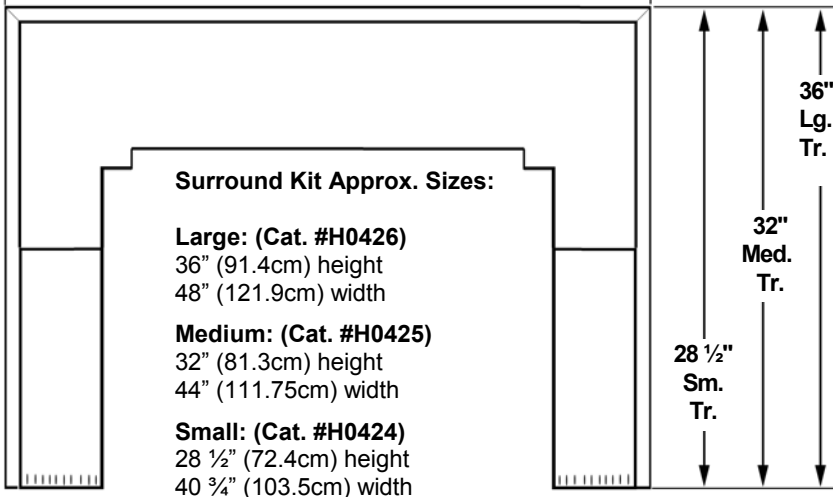 Surround Kit Approx. Sizes:
Large: (Cat. #H0426)
36” (91.4cm) height
48” (121.9cm) width
Medium: (Cat. #H0425)
32” (81.3cm) height
44” (111.75cm) width
Small: (Cat. #H0424)
28 ½” (72.4cm) height
40 ¾” (103.5cm) width
28 ½"
Sm.
Tr.
32"
Med.
Tr.
36"
Lg.
Tr.